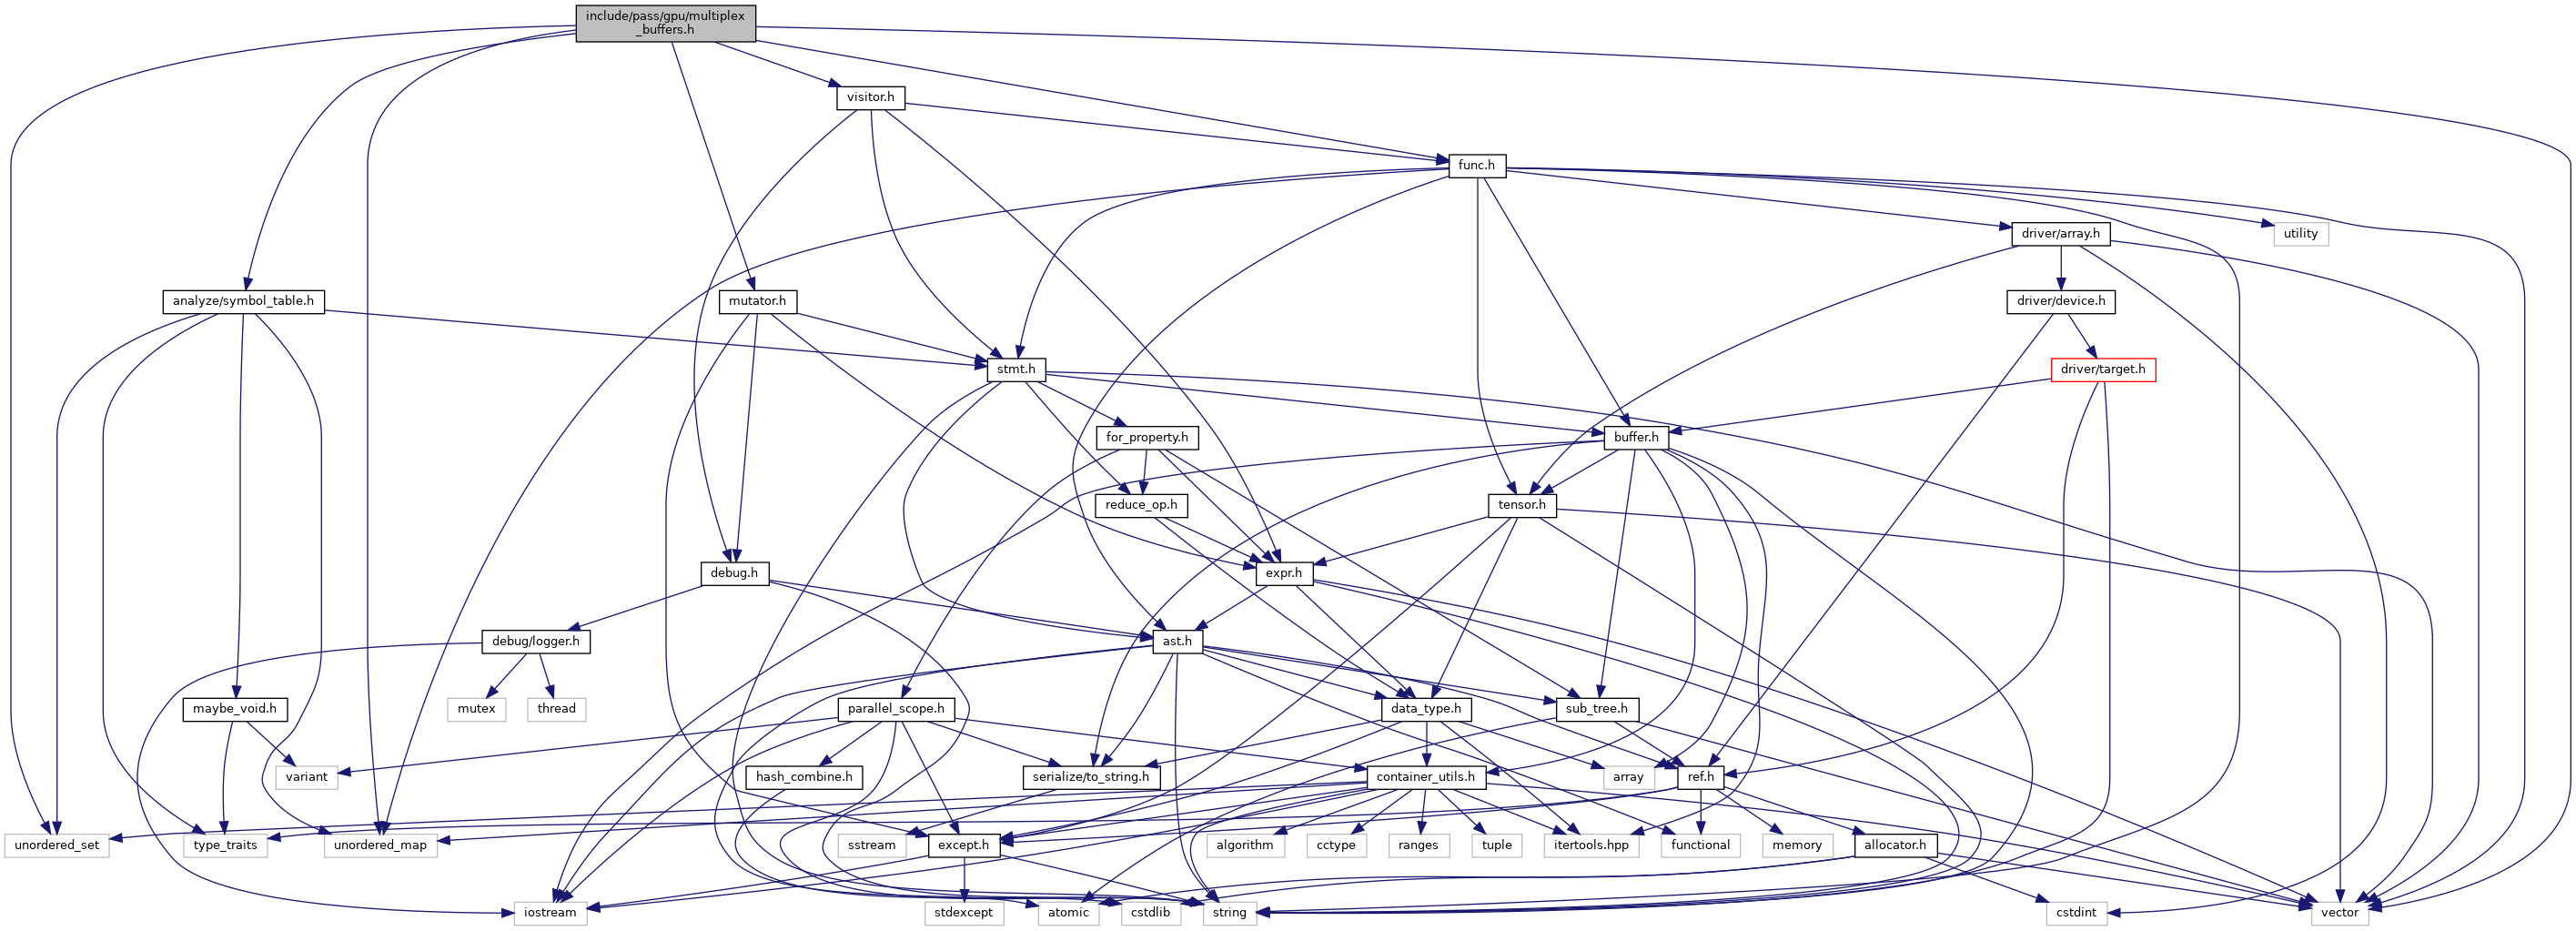 include/pass/gpu/multiplex
_buffers.h
visitor.h
func.h
driver/array.h
utility
analyze/symbol_table.h
mutator.h
driver/device.h
stmt.h
driver/target.h
for_property.h
buffer.h
reduce_op.h
tensor.h
debug.h
expr.h
debug/logger.h
ast.h
mutex
thread
maybe_void.h
parallel_scope.h
data_type.h
sub_tree.h
variant
hash_combine.h
serialize/to_string.h
container_utils.h
array
ref.h
unordered_set
type_traits
unordered_map
sstream
except.h
algorithm
cctype
ranges
tuple
itertools.hpp
functional
memory
allocator.h
iostream
stdexcept
atomic
cstdlib
string
cstdint
vector